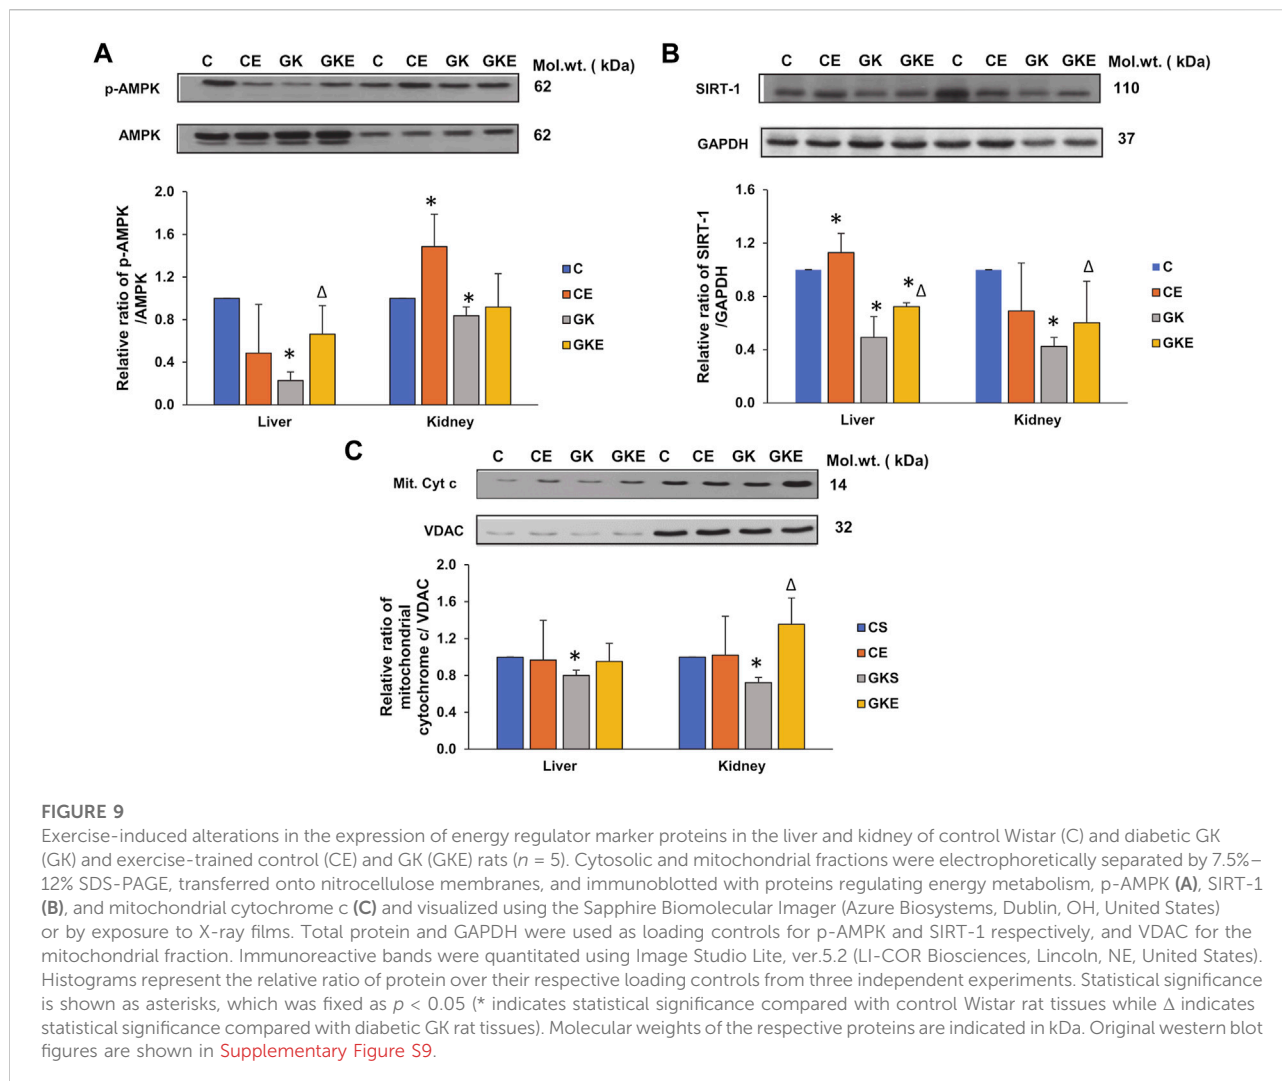 A
C CE GK GKE C CE GK GKE
Mol.wt. ( kDa)
p-AMPK
62
AMPK
62
Relative ratio of p-AMPK
/AMPK
2.0
1.6
1.2
0.8
0.4
0.0
*
Δ
*
*
C
CE
GK
GKE
Liver
Kidney
B
C CE GK GKE C CE GK GKE
Mol.wt. ( kDa)
SIRT-1
110
GAPDH
37
Relative ratio of SIRT-1
/GAPDH
1.6
1.2
0.8
0.4
0.0
*
*
*
Δ
*
Δ
C
CE
GK
GKE
Liver
Kidney
C
C CE GK GKE C CE GK GKE
Mol.wt. ( kDa)
Mit. Cyt c
14
VDAC
32
Relative ratio of
mitochondrial
cytochrome c/ VDAC
2.0
1.6
1.2
0.8
0.4
0.0
*
*
Δ
CS
CE
GKS
GKE
Liver
Kidney
FIGURE 9
Exercise-induced alterations in the expression of energy regulator marker proteins in the liver and kidney of control Wistar (C) and diabetic GK
(GK) and exercise-trained control (CE) and GK (GKE) rats (n = 5). Cytosolic and mitochondrial fractions were electrophoretically separated by 7.5%–
12% SDS-PAGE, transferred onto nitrocellulose membranes, and immunoblotted with proteins regulating energy metabolism, p-AMPK (A), SIRT-1
(B), and mitochondrial cytochrome c (C) and visualized using the Sapphire Biomolecular Imager (Azure Biosystems, Dublin, OH, United States)
or by exposure to X-ray films. Total protein and GAPDH were used as loading controls for p-AMPK and SIRT-1 respectively, and VDAC for the
mitochondrial fraction. Immunoreactive bands were quantitated using Image Studio Lite, ver.5.2 (LI-COR Biosciences, Lincoln, NE, United States).
Histograms represent the relative ratio of protein over their respective loading controls from three independent experiments. Statistical significance
is shown as asterisks, which was fixed as p < 0.05 (* indicates statistical significance compared with control Wistar rat tissues while Δ indicates
statistical significance compared with diabetic GK rat tissues). Molecular weights of the respective proteins are indicated in kDa. Original western blot
figures are shown in Supplementary Figure S9.